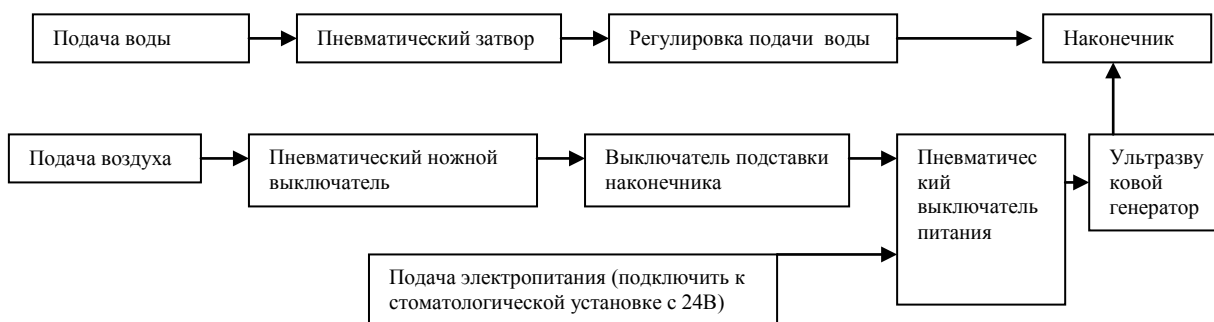 Подача воды
Пневматический затвор
Регулировка подачи воды
Наконечник
Подача воздуха
Пневматический ножной
выключатель
Выключатель подставки
наконечника
Пневматичес
кий
выключатель
питания
Ультразву
ковой
генератор
Подача электропитания (подключить к
стоматологической установке с 24В)